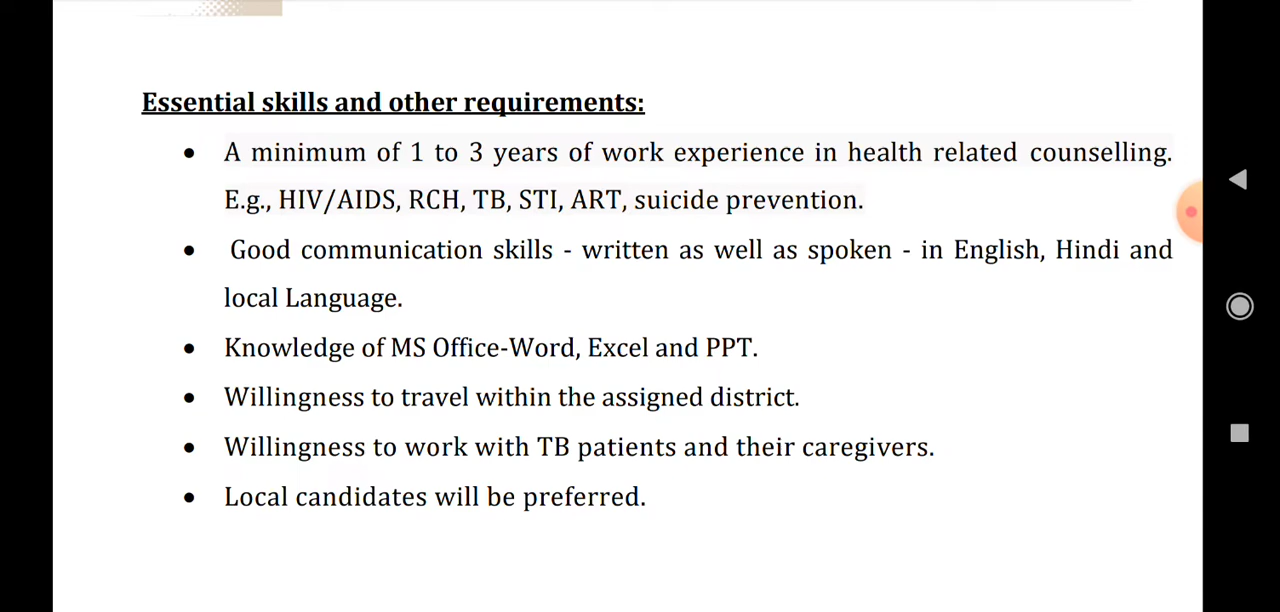 Essential skills and other requirements:
• A minimum of 1 to 3 years of work experience in health related counselling.
E.g., HIV/AIDS, RCH, TB, STI, ART, suicide prevention.
• Good communication skills - written as well as spoken - in English, Hindi and
local Language.
• Knowledge of MS Office-Word, Excel and PPT.
• Willingness to travel within the assigned district.
• Willingness to work with TB patients and their caregivers.
• Local candidates will be preferred.